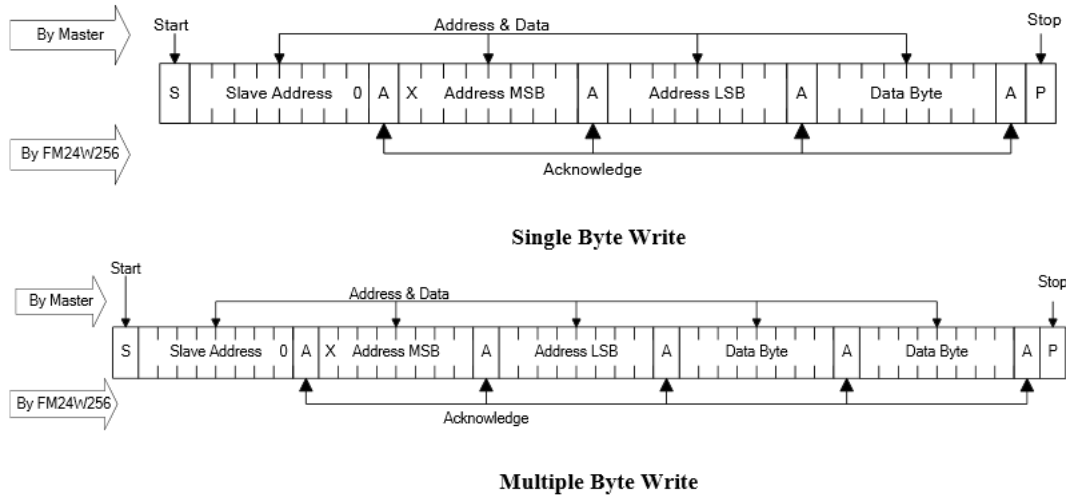 By Master
Start
Address & Data
Stop
S Slave Address 0 A X Address MSB A Address LSB A Data Byte A P
By FM24W256
Acknowledge
Single Byte Write
Start
By Master
Address & Data
Stop
S Slave Address 0 A X Address MSB A Address LSB A Data Byte A Data Byte A P
By FM24W256
Acknowledge
Multiple Byte Write